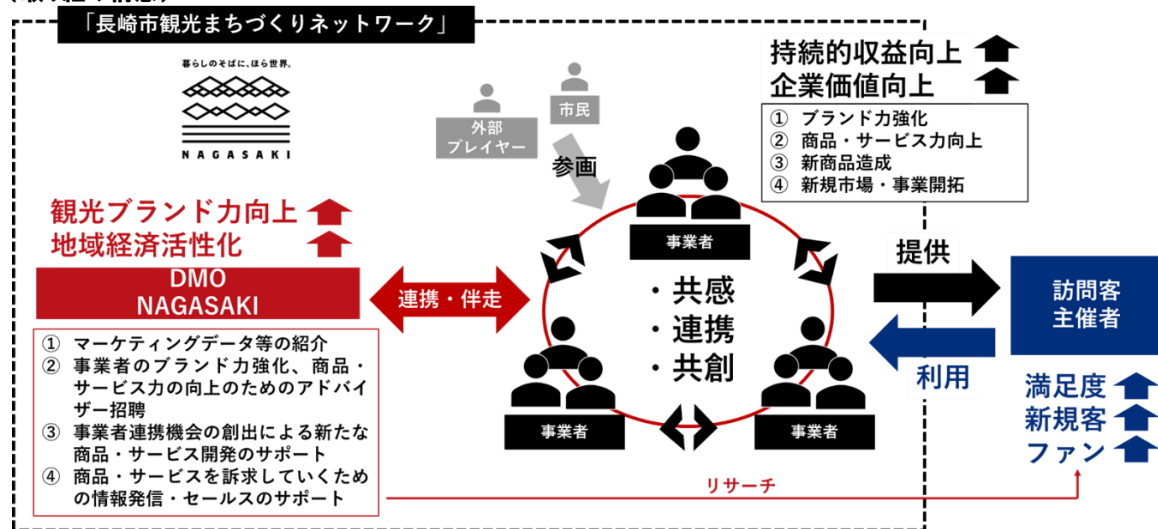 「長崎市観光まちづくりネットワーク」
暮らしのそばに、ほら世界。
NAGASAKI
観光ブランド力向上
地域経済活性化
DMO
NAGASAKI
① マーケティングデータ等の紹介
② 事業者のブランド力強化、商品・
サービス力の向上のためのアドバイ
ザー招聘
③ 事業者連携機会の創出による新たな
商品・サービス開発のサポート
④ 商品・サービスを訴求していくため
の情報発信・セールスのサポート
連携・伴走
外部
プレイヤー
市民
参画
事業者
・共感
・連携
・共創
事業者
事業者
持続的収益向上
企業価値向上
① ブランド力強化
② 商品・サービス力向上
③ 新商品造成
④ 新規市場・事業開拓
提供
利用
訪問客
主催者
満足度
新規客
ファン
リサーチ